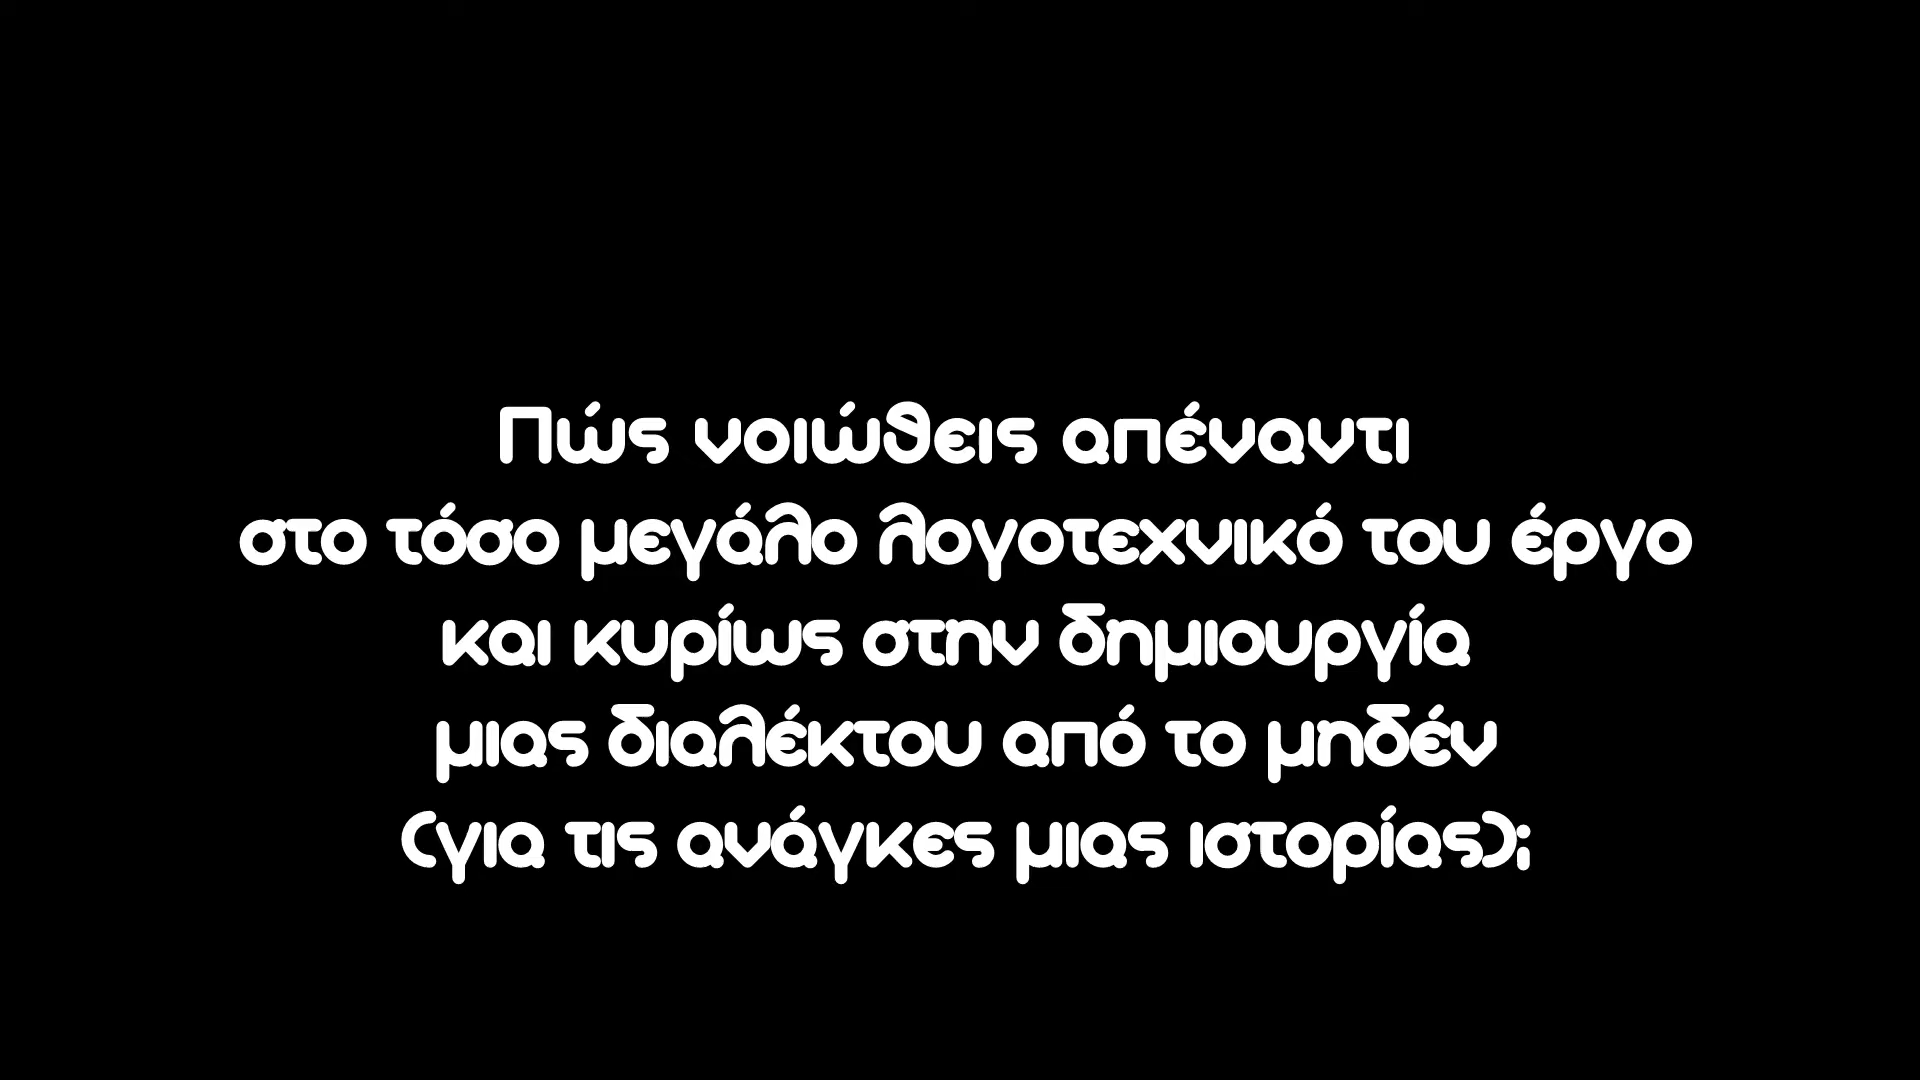 Πώς νοιώθεις απέναντι
στο τόσο μεγάλο λογοτεχνικό του έργο
και κυρίως στην δημιουργία
μιας διαλέκτου από το μηδέν
(για τις ανάγκες μιας ιστορίας);